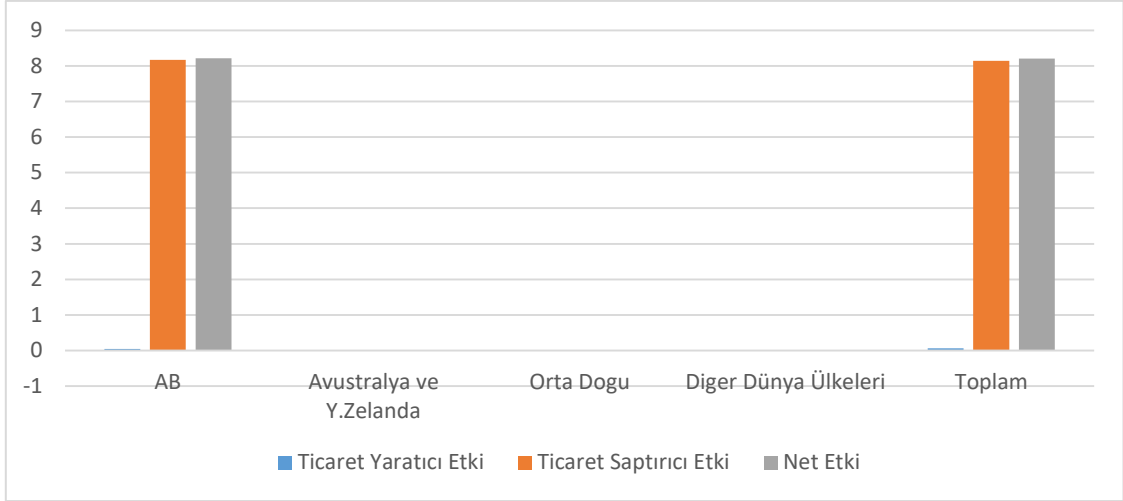 9
8
7
6
5
4
3
2
1
0
-1
AB
Avustralya ve
Y.Zelanda
Orta Dogu
Diger Dünya Ülkeleri
Toplam
Ticaret Yaratıcı Etki
Ticaret Saptırıcı Etki
Net Etki